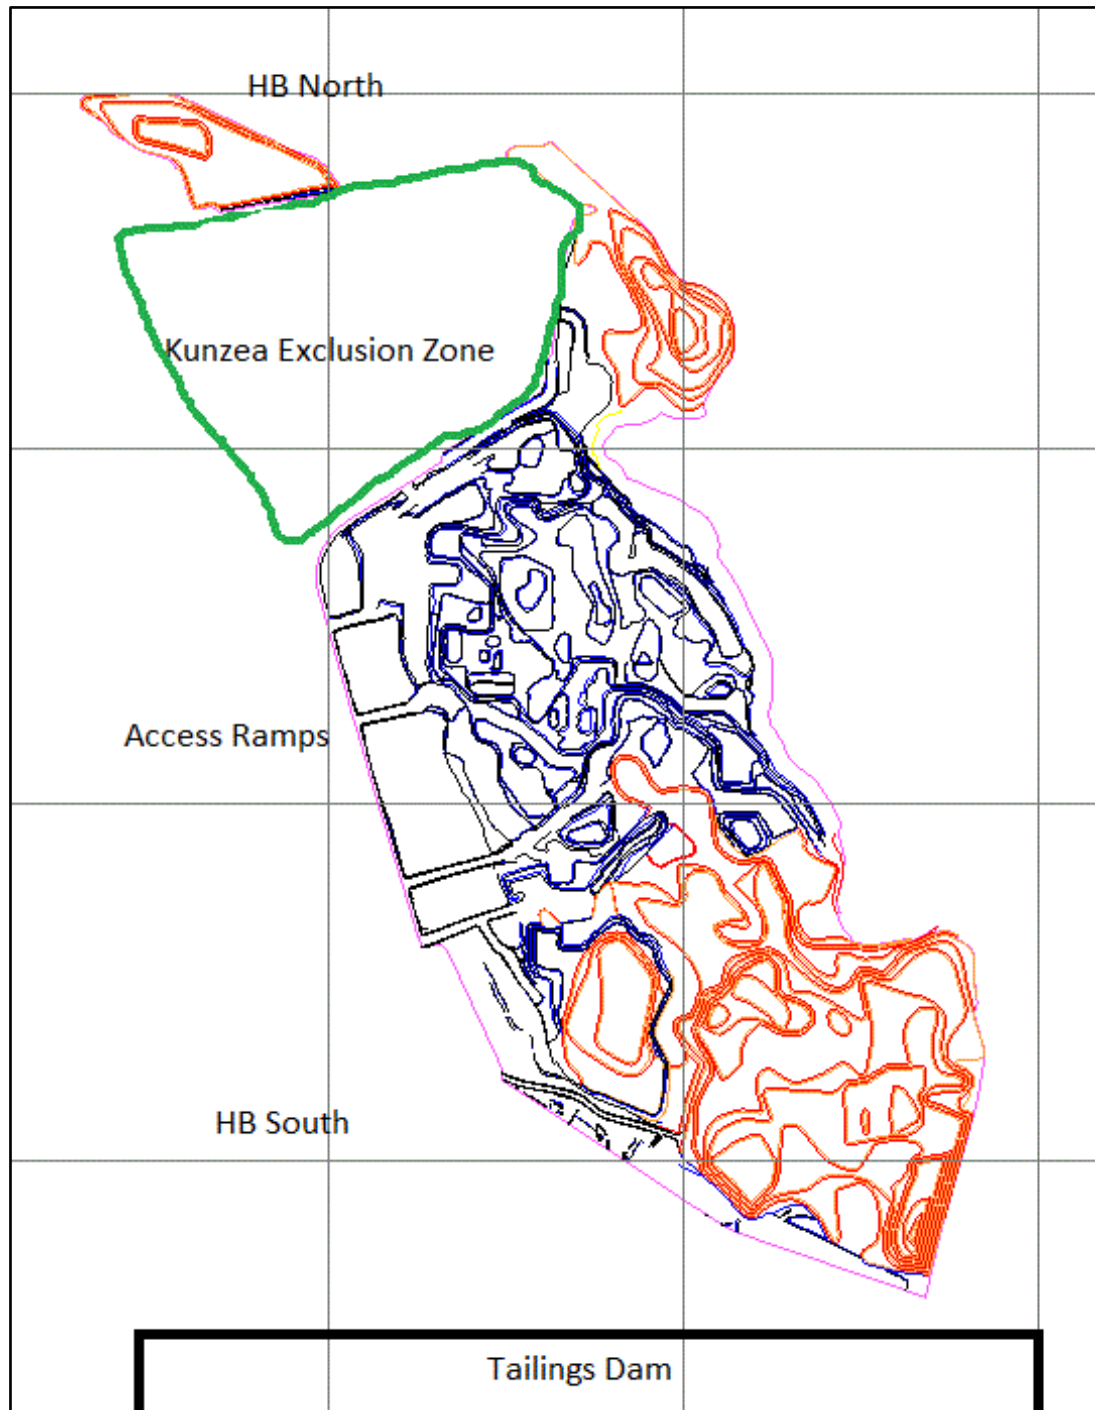 HB North
Kunzea Exclusion Zone
Access Ramps
HB South
Tailings Dam